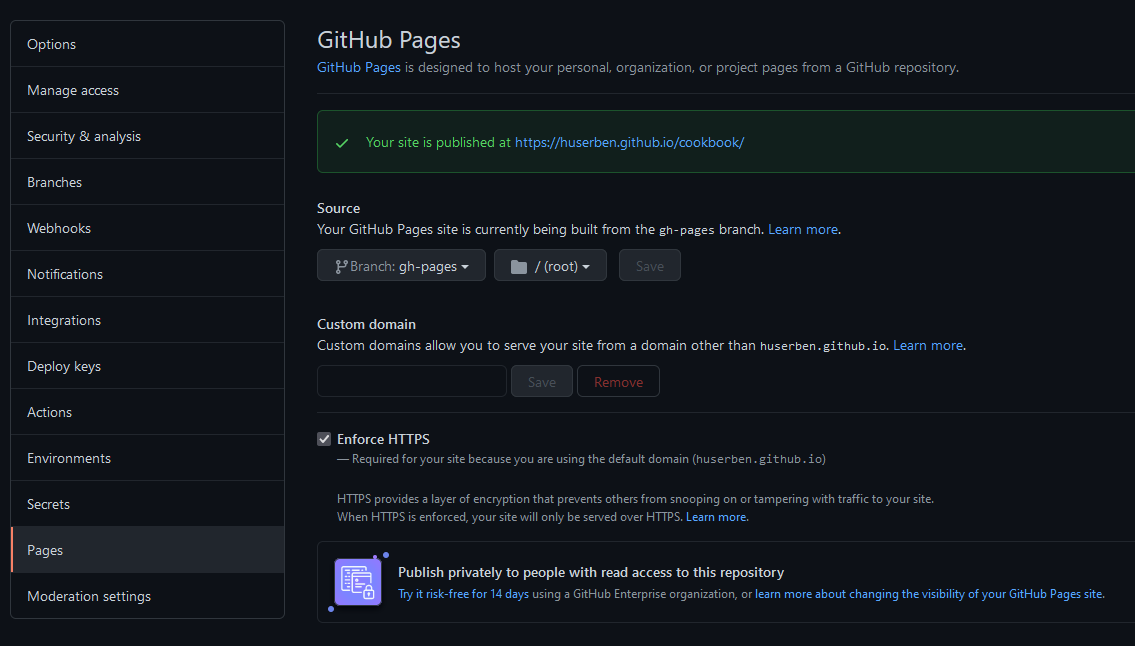 Options
Manage access
Security & analysis
Branches
Webhooks
Notifications
Integrations
Deploy keys
Actions
Environments
Secrets
Pages
Moderation settings
GitHub Pages
GitHub Pages is designed to host your personal, organization, or project pages from a GitHub repository.
Your site is published at https://huserben.github.io/cookbook/
Source
Your GitHub Pages site is currently being built from the gh-pages branch. Learn more.
Branch: gh-pages
/ (root)
Save
Custom domain
Custom domains allow you to serve your site from a domain other than huserben.github.io. Learn more.
Save
Remove
Enforce HTTPS
— Required for your site because you are using the default domain (huserben.github.io)
HTTPS provides a layer of encryption that prevents others from snooping on or tampering with traffic to your site.
When HTTPS is enforced, your site will only be served over HTTPS. Learn more.
Publish privately to people with read access to this repository
Try it risk-free for 14 days using a GitHub Enterprise organization, or learn more about changing the visibility of your GitHub Pages site.